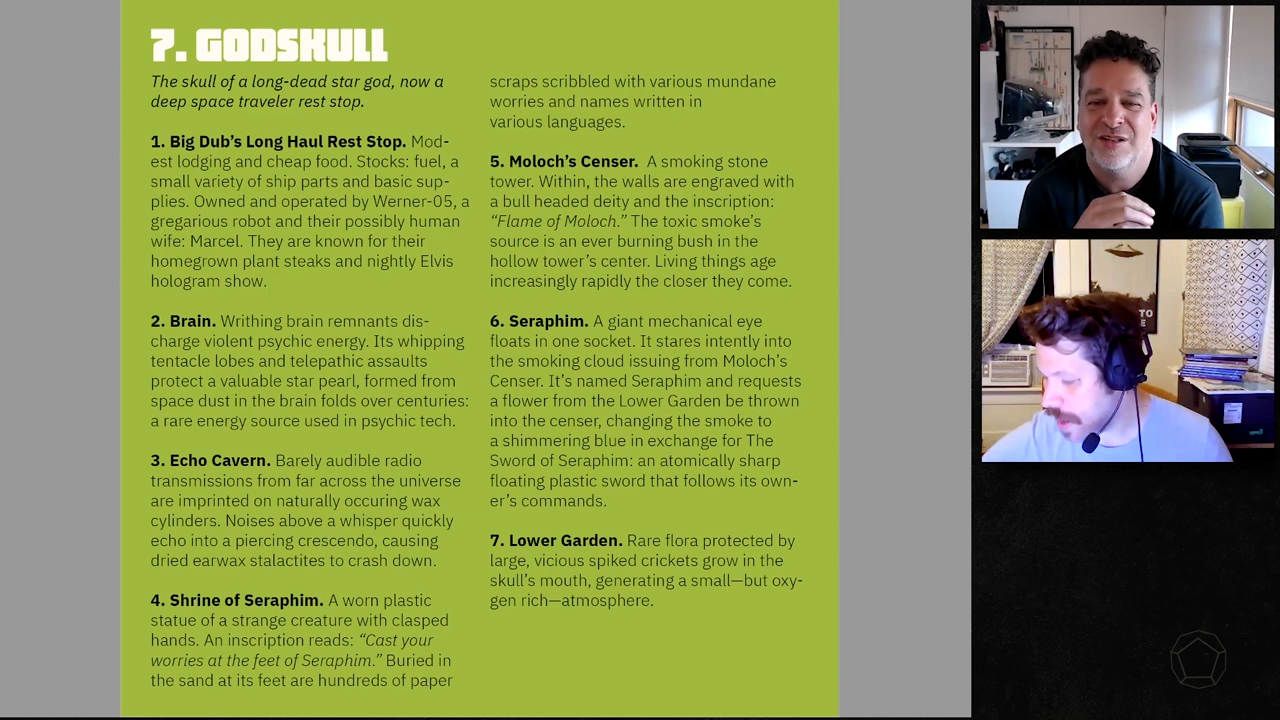 7. GODSKULL
The skull of a long-dead star god, now a
deep space traveler rest stop.
1. Big Dub’s Long Haul Rest Stop. Mod-
est lodging and cheap food. Stocks: fuel, a
small variety of ship parts and basic sup-
plies. Owned and operated by Werner-05, a
gregarious robot and their possibly human
wife: Marcel. They are known for their
homegrown plant steaks and nightly Elvis
hologram show.
2. Brain. Writhing brain remnants dis-
charge violent psychic energy. Its whipping
tentacle lobes and telepathic assaults
protect a valuable star pearl, formed from
space dust in the brain folds over centuries:
a rare energy source used in psychic tech.
3. Echo Cavern. Barely audible radio
transmissions from far across the universe
are imprinted on naturally occuring wax
cylinders. Noises above a whisper quickly
echo into a piercing crescendo, causing
dried earwax stalactites to crash down.
4. Shrine of Seraphim. A worn plastic
statue of a strange creature with clasped
hands. An inscription reads: “Cast your
worries at the feet of Seraphim.” Buried in
the sand at its feet are hundreds of paper
scraps scribbled with various mundane
worries and names written in
various languages.
5. Moloch’s Censer. A smoking stone
tower. Within, the walls are engraved with
a bull headed deity and the inscription:
“Flame of Moloch.” The toxic smoke’s
source is an ever burning bush in the
hollow tower’s center. Living things age
increasingly rapidly the closer they come.
6. Seraphim. A giant mechanical eye
floats in one socket. It stares intently into
the smoking cloud issuing from Moloch’s
Censer. It’s named Seraphim and requests
a flower from the Lower Garden be thrown
into the censer, changing the smoke to
a shimmering blue in exchange for The
Sword of Seraphim: an atomically sharp
floating plastic sword that follows its own-
er’s commands.
7. Lower Garden. Rare flora protected by
large, vicious spiked crickets grow in the
skull’s mouth, generating a small—but oxy-
gen rich—atmosphere.